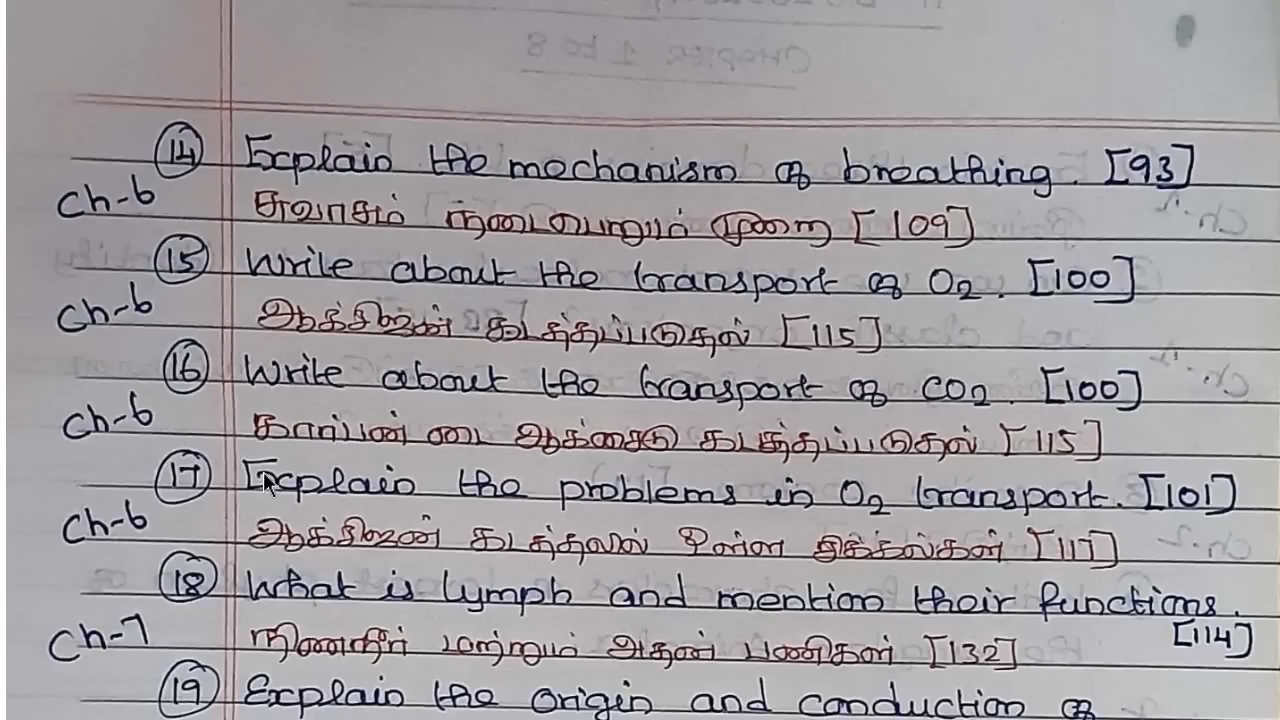 14 Explain the mechanism of breathing. [93]
Ch-6 சுவாசம் நடைபெறும் முறை [109]
15 Write about the transport of O2. [100]
Ch-6 ஆக்சிஜன் கடத்தப்படுதல் [115]
16 Write about the transport of CO2. [100]
Ch-6 கார்பன் டை ஆக்சைடு கடத்தப்படுதல் [115]
17 Explain the problems in O2 transport. [101]
Ch-6 ஆக்சிஜன் கடத்தலில் உள்ள சிக்கல்கள் [117]
18 What is lymph and mention their functions.
[114]
Ch-7 நிணநீர் மற்றும் அதன் பணிகள் [132]
19 Explain the origin and conduction of